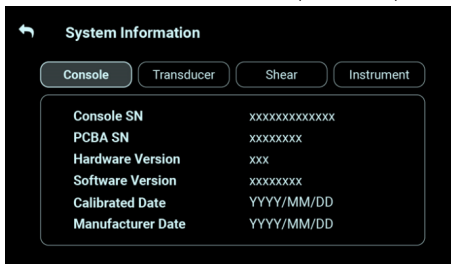 System Information
Console Transducer Shear Instrument
Console SN xxxxxxxxxxxxx
PCBA SN xxxxxxxx
Hardware Version xxx
Software Version xxxxxxxx
Calibrated Date YYYY/MM/DD
Manufacturer Date YYYY/MM/DD